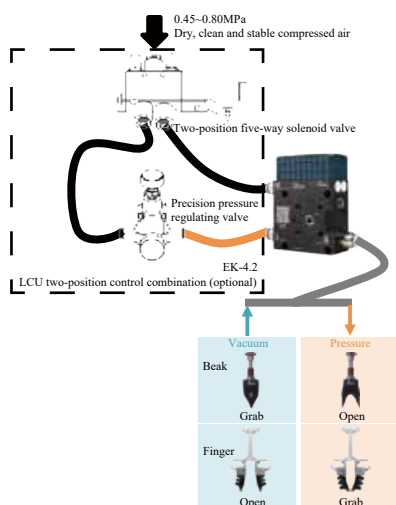 0.45~0.80MPa
Dry, clean and stable compressed air
Two-position five-way solenoid valve
Precision pressure
regulating valve
EK-4.2
LCU two-position control combination (optional)
Vacuum
Pressure
Beak
Grab
Open
Finger
Open
Grab